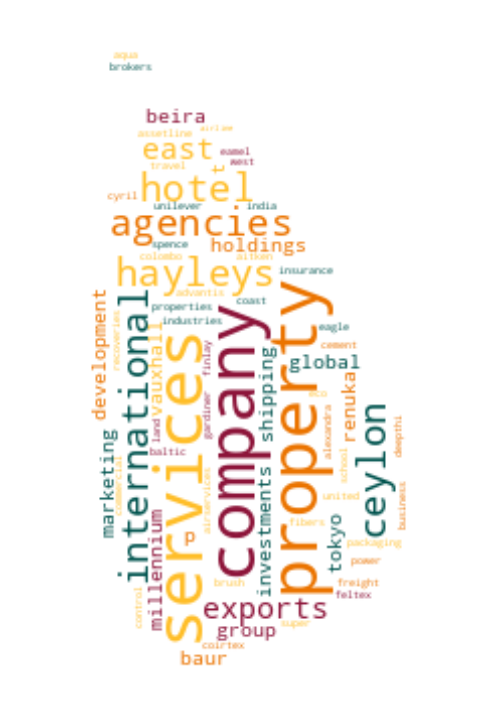 aqua
brokers
beira
assetline
airline
east
eamel
west
travel
t
hotel
cyril
unilever
india
agencies
spence
holdings
colombo
aitken
hayleys
insurance
advantis
coast
properties
industries
development
recoveries
international
vauxhall
services
finlay
company
shipping
property
eagle
cement
global
land
gardiner
eco
renuka
alexandra
ceylon
deepthi
marketing
commercial
baltic
millennium
p
airservices
investments
school
united
business
fibers
tokyo
packaging
power
control
brush
freight
feltex
exports
super
group
coirtex
baur